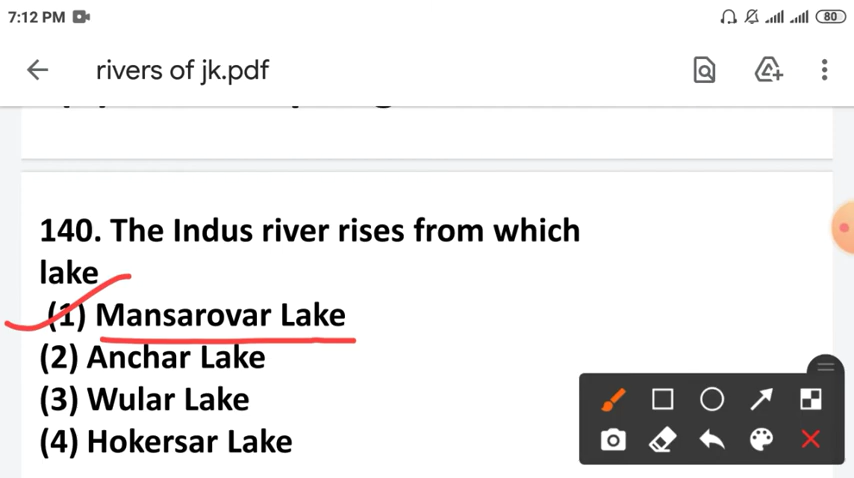 7:12 PM
80
rivers of jk.pdf
140. The Indus river rises from which
lake
(1) Mansarovar Lake
(2) Anchar Lake
(3) Wular Lake
(4) Hokersar Lake